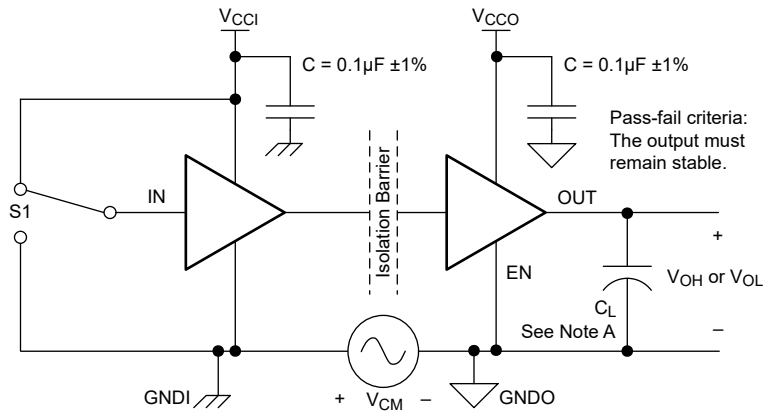 VCCI
VCCO
C = 0.1µF ±1%
C = 0.1µF ±1%
Pass-fail criteria:
The output must
remain stable.
Isolation Barrier
IN
OUT
S1
+
EN
VOH or VOL
CL
See Note A
–
GNDI
+ VCM –
GNDO